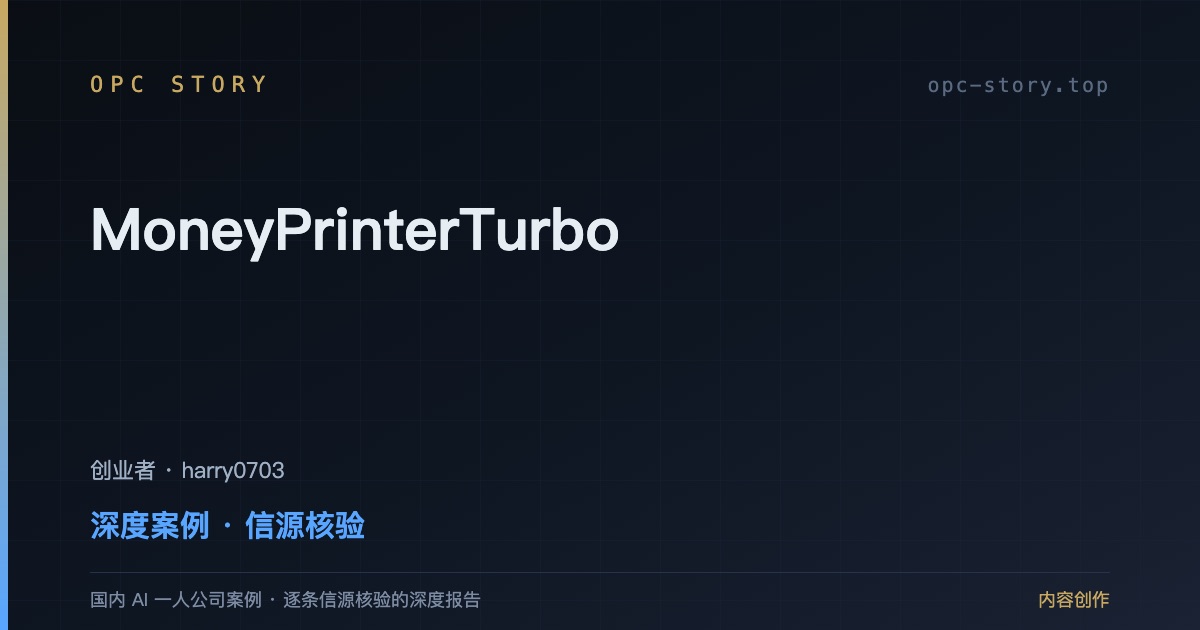 OPC STORY
opc-story.top
MoneyPrinterTurbo
创业者 · harry0703
深度案例 · 信源核验
国内 AI 一人公司案例 · 逐条信源核验的深度报告
内容创作